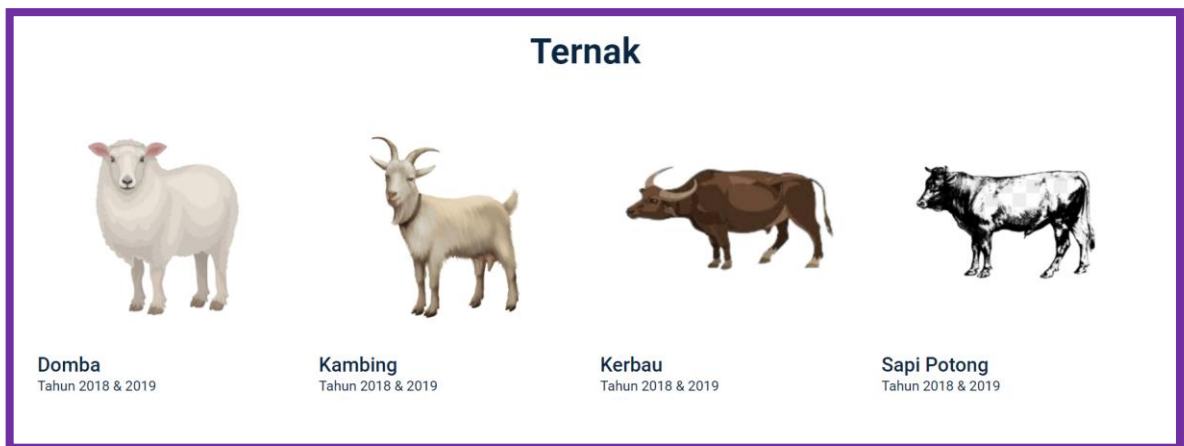 Ternak
Domba
Tahun 2018 & 2019
Kambing
Tahun 2018 & 2019
Kerbau
Tahun 2018 & 2019
Sapi Potong
Tahun 2018 & 2019